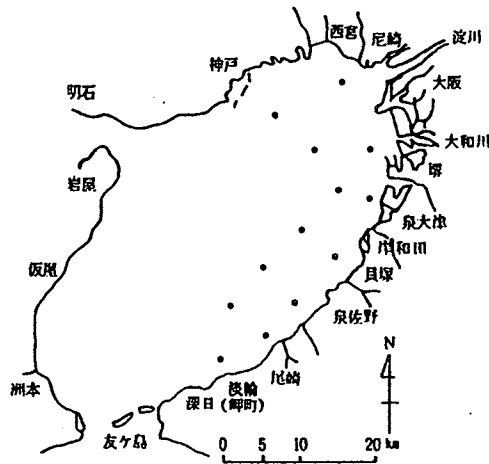 西宮
尼崎
淀川
神戸
大阪
明石
大和川
堺
岩屋
泉大津
岸和田
貝塚
仮屋
泉佐野
N
尾崎
洲本
淡輪
深日(岬町)
友ケ島
0 5 10 20 km